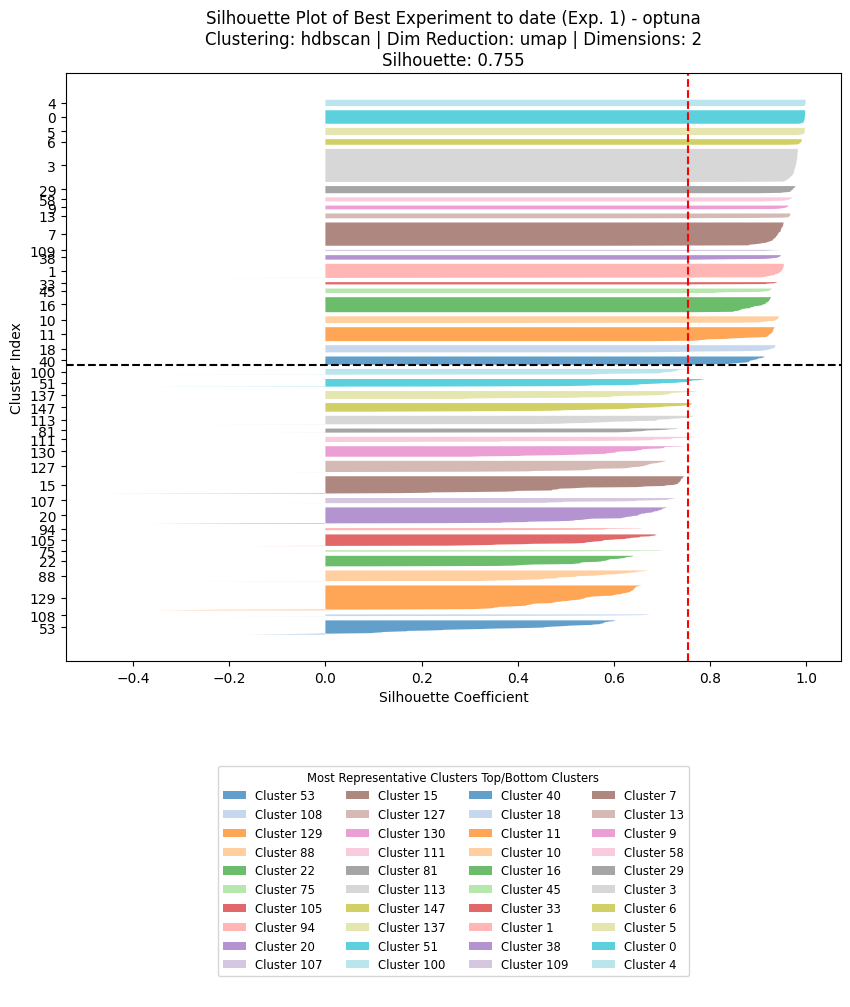 Silhouette Plot of Best Experiment to date (Exp. 1) - optuna
Clustering: hdbscan | Dim Reduction: umap | Dimensions: 2
Silhouette: 0.755
Cluster Index
4
0
5
6
3
29
58
9
13
7
109
38
1
33
45
16
10
11
18
40
100
51
137
147
113
81
111
130
127
15
107
20
94
105
75
22
88
129
108
53
−0.4 −0.2 0.0 0.2 0.4 0.6 0.8 1.0
Silhouette Coefficient
Most Representative Clusters Top/Bottom Clusters
Cluster 53 Cluster 15 Cluster 40 Cluster 7
Cluster 108 Cluster 127 Cluster 18 Cluster 13
Cluster 129 Cluster 130 Cluster 11 Cluster 9
Cluster 88 Cluster 111 Cluster 10 Cluster 58
Cluster 22 Cluster 81 Cluster 16 Cluster 29
Cluster 75 Cluster 113 Cluster 45 Cluster 3
Cluster 105 Cluster 147 Cluster 33 Cluster 6
Cluster 94 Cluster 137 Cluster 1 Cluster 5
Cluster 20 Cluster 51 Cluster 38 Cluster 0
Cluster 107 Cluster 100 Cluster 109 Cluster 4